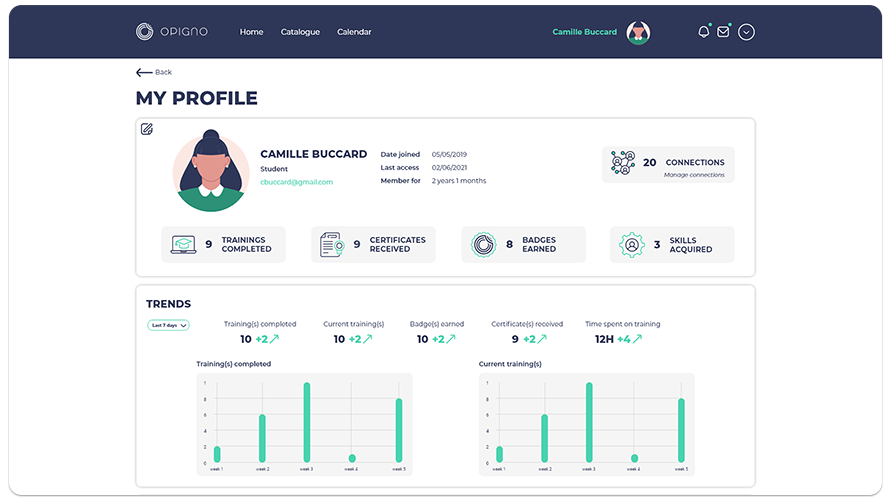 OPIGNO
Home Catalogue Calendar
Camille Buccard
Back
MY PROFILE
CAMILLE BUCCARD
Student
cbuccard@gmail.com
Date joined 05/05/2019
Last access 02/06/2021
Member for 2 years 1 months
20 CONNECTIONS
Manage connections
9 TRAININGS
COMPLETED
9 CERTIFICATES
RECEIVED
8 BADGES
EARNED
3 SKILLS
ACQUIRED
TRENDS
Last 7 days
Training(s) completed
10 +2
Current training(s)
10 +2
Badge(s) earned
10 +2
Certificate(s) received
9 +2
Time spent on training
12H +4
Training(s) completed
1
8
6
4
2
0
week 1 week 2 week 3 week 4 week 5
Current training(s)
1
8
6
4
2
0
week 1 week 2 week 3 week 4 week 5